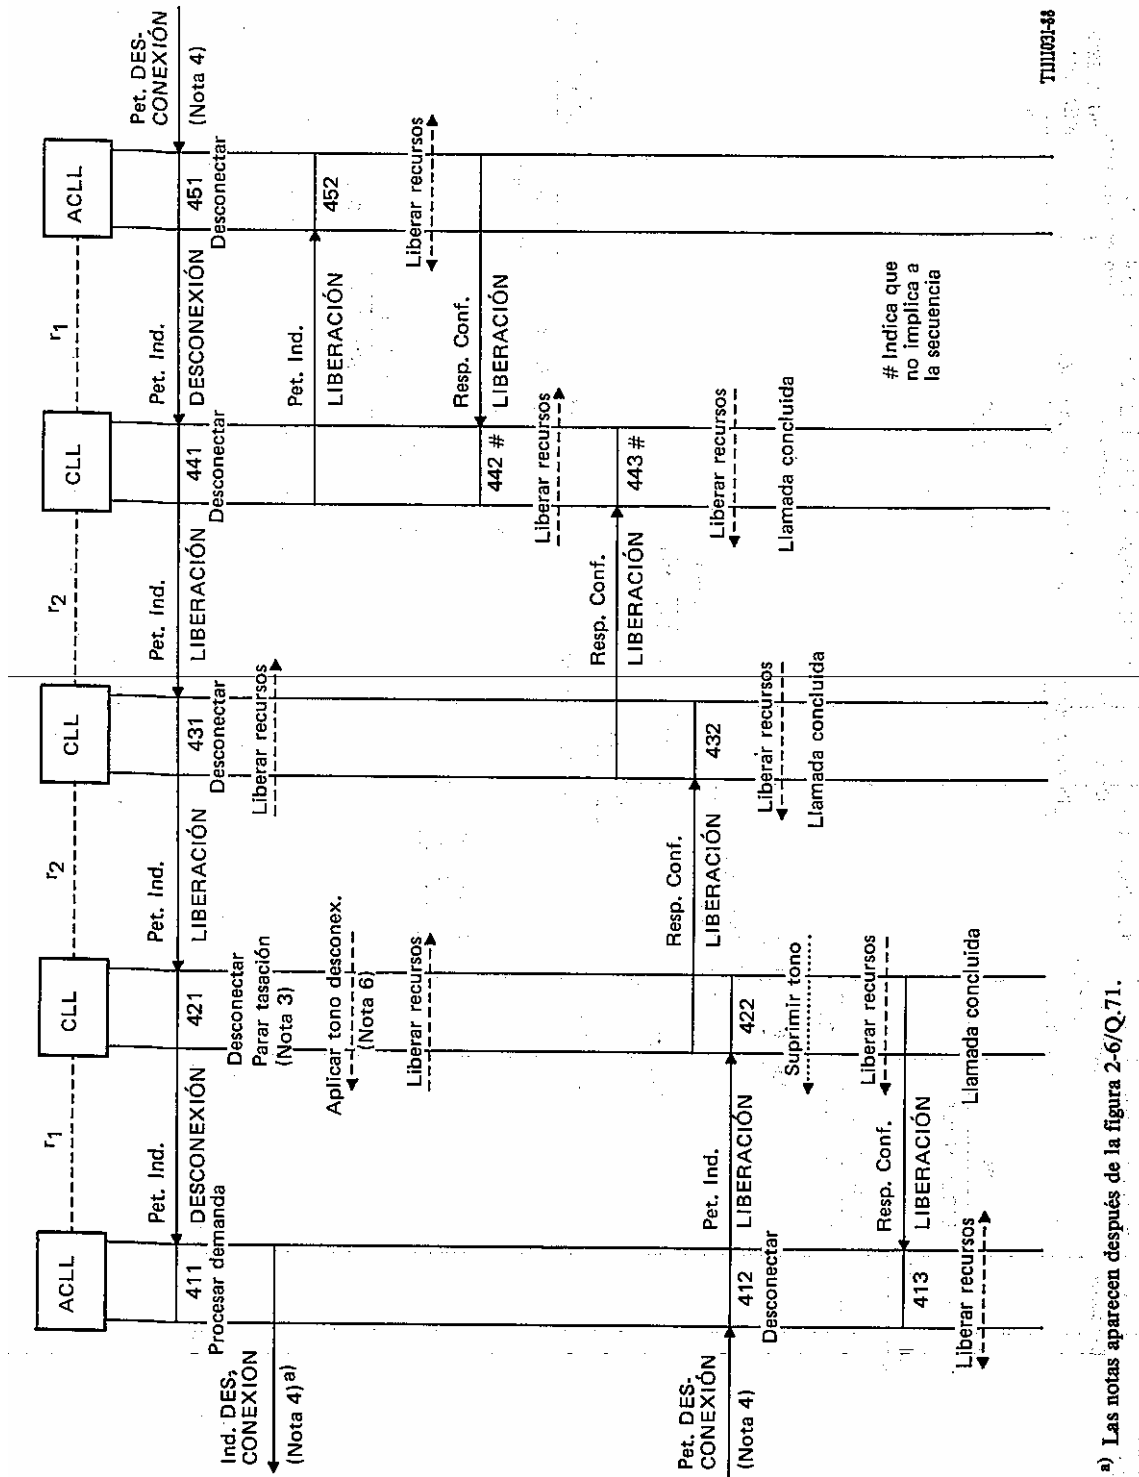 ACLL
r1
CLL
r2
CLL
r2
CLL
r1
ACLL
Pet. DES-
CONEXIÓN
(Nota 4)
Pet. Ind.
DESCONEXIÓN
Pet. Ind.
LIBERACIÓN
Pet. Ind.
LIBERACIÓN
Pet. Ind.
DESCONEXIÓN
411
Procesar demanda
421
Desconectar
Parar tasación
(Nota 3)
431
Desconectar
441
Desconectar
451
Desconectar
Ind. DES,
CONEXION
(Nota 4) a)
Aplicar tono desconex.
(Nota 6)
Liberar recursos
Liberar recursos
Pet. Ind.
LIBERACIÓN
452
Liberar recursos
Resp. Conf.
LIBERACIÓN
442 #
Liberar recursos
Resp. Conf.
LIBERACIÓN
443 #
Liberar recursos
Llamada concluida
Resp. Conf.
LIBERACIÓN
432
Liberar recursos
Llamada concluida
Pet. DES-
CONEXIÓN
(Nota 4)
412
Desconectar
Pet. Ind.
LIBERACIÓN
422
Suprimir tono
Liberar recursos
Resp. Conf.
LIBERACIÓN
Llamada concluida
413
Liberar recursos
# Indica que
no implica a
la secuencia
T1111031-88
a) Las notas aparecen después de la figura 2-6/Q.71.